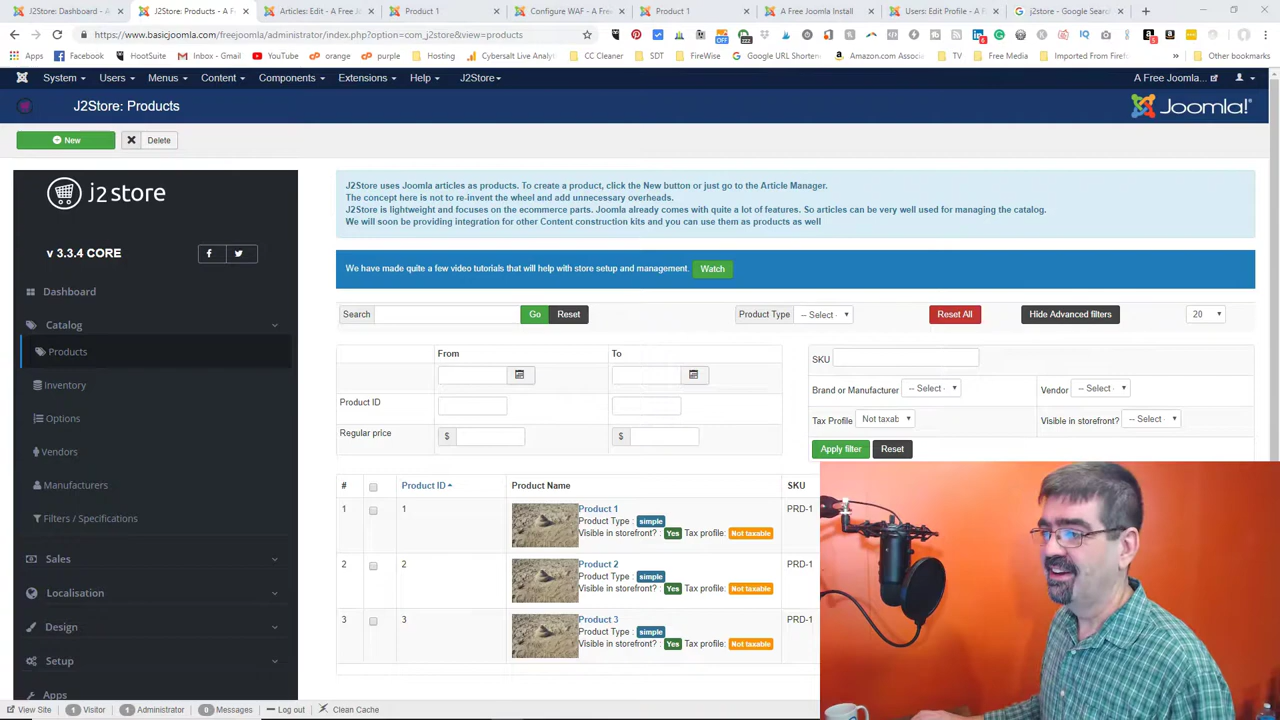 J2Store: Dashboard - A
J2Store: Products - A F
Articles: Edit - A Free J
Product 1
Configure WAF - A Free
Product 1
A Free Joomla Install
Users: Edit Profile - A F
j2store - Google Search
https://www.basicjoomla.com/freejoomla/administrator/index.php?option=com_j2store&view=products
Apps Facebook HootSuite Inbox - Gmail YouTube orange purple Hosting Cyberset Live Analy CC Cleaner SDT FireWise Google URL Shorten Amazon.com Associ TV Free Media Imported From Firefo Other bookmarks
System Users Menus Content Components Extensions Help J2Store A Free Joomla...
J2Store: Products
Joomla!
New
Delete
j2store
v 3.3.4 CORE
Dashboard
Catalog
Products
Inventory
Options
Vendors
Manufacturers
Filters / Specifications
Sales
Localisation
Design
Setup
Apps
J2Store uses Joomla articles as products. To create a product, click the New button or just go to the Article Manager.
The concept here is not to re-invent the wheel and add unnecessary overheads.
J2Store is lightweight and focuses on the ecommerce parts. Joomla already comes with quite a lot of features. So articles can be very well used for managing the catalog.
We will soon be providing integration for other Content construction kits and you can use them as products as well
We have made quite a few video tutorials that will help with store setup and management. Watch
Search Go Reset Product Type -- Select - Reset All Hide Advanced filters 20
From To
Product ID
Regular price $ $
SKU
Brand or Manufacturer -- Select - Vendor -- Select -
Tax Profile Not taxab Visible in storefront? -- Select -
Apply filter Reset
# Product ID Product Name SKU
1 1 Product 1 PRD-1
Product Type : simple
Visible in storefront? : Yes Tax profile: Not taxable
2 2 Product 2 PRD-1
Product Type : simple
Visible in storefront? : Yes Tax profile: Not taxable
3 3 Product 3 PRD-1
Product Type : simple
Visible in storefront? : Yes Tax profile: Not taxable
View Site 1 Visitor 1 Administrator 0 Messages Log out Clean Cache